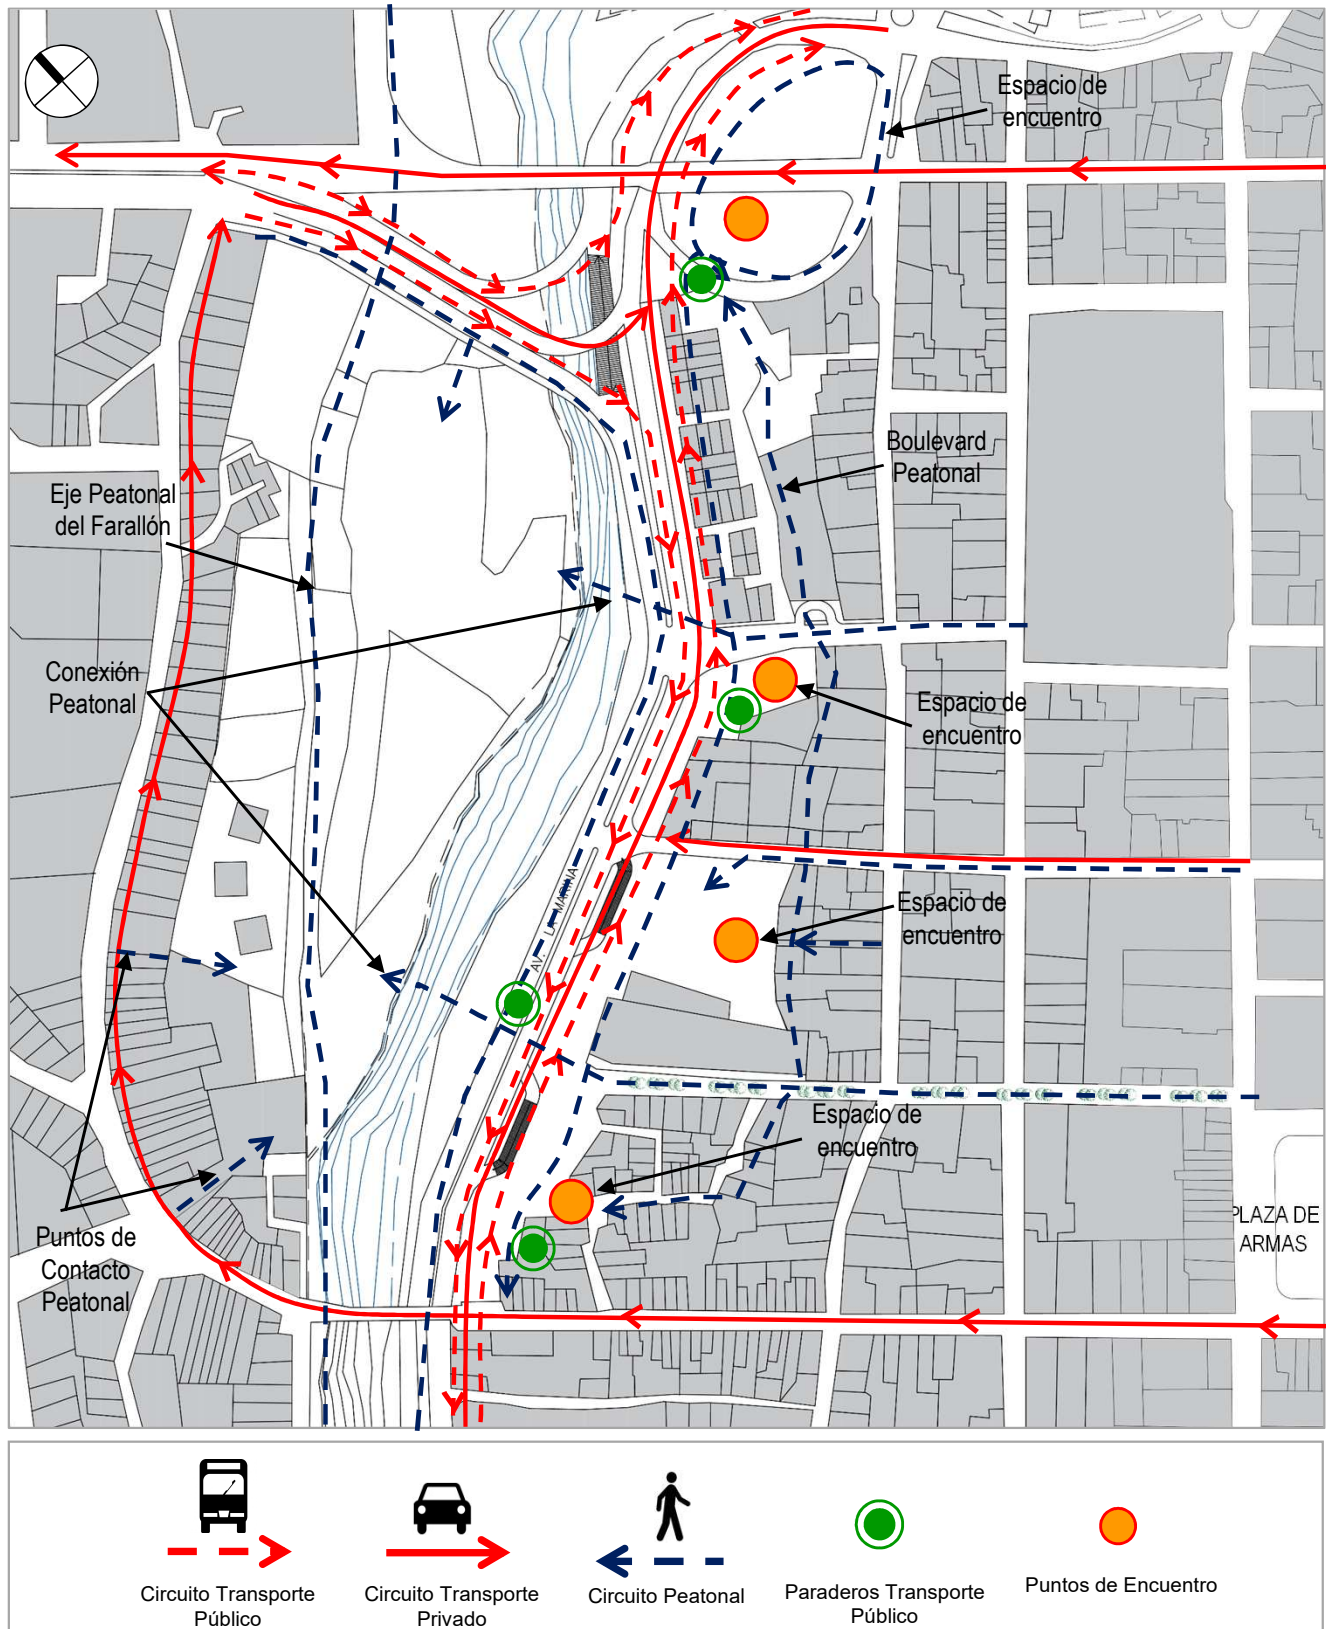 Espacio de
encuentro
Boulevard
Peatonal
Eje Peatonal
del Farallón
Conexión
Peatonal
Espacio de
encuentro
AV. LA MARINA
Espacio de
encuentro
Espacio de
encuentro
Puntos de
Contacto
Peatonal
PLAZA DE
ARMAS
Circuito Transporte
Público
Circuito Transporte
Privado
Circuito Peatonal
Paraderos Transporte
Público
Puntos de Encuentro